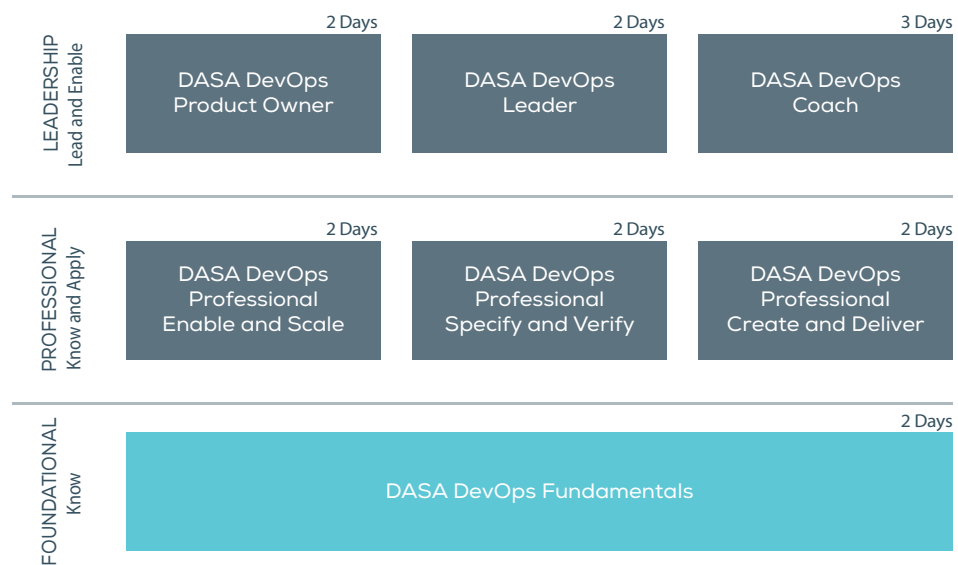 LEADERSHIP
Lead and Enable
2 Days
DASA DevOps
Product Owner
2 Days
DASA DevOps
Leader
3 Days
DASA DevOps
Coach
PROFESSIONAL
Know and Apply
2 Days
DASA DevOps
Professional
Enable and Scale
2 Days
DASA DevOps
Professional
Specify and Verify
2 Days
DASA DevOps
Professional
Create and Deliver
FOUNDATIONAL
Know
2 Days
DASA DevOps Fundamentals